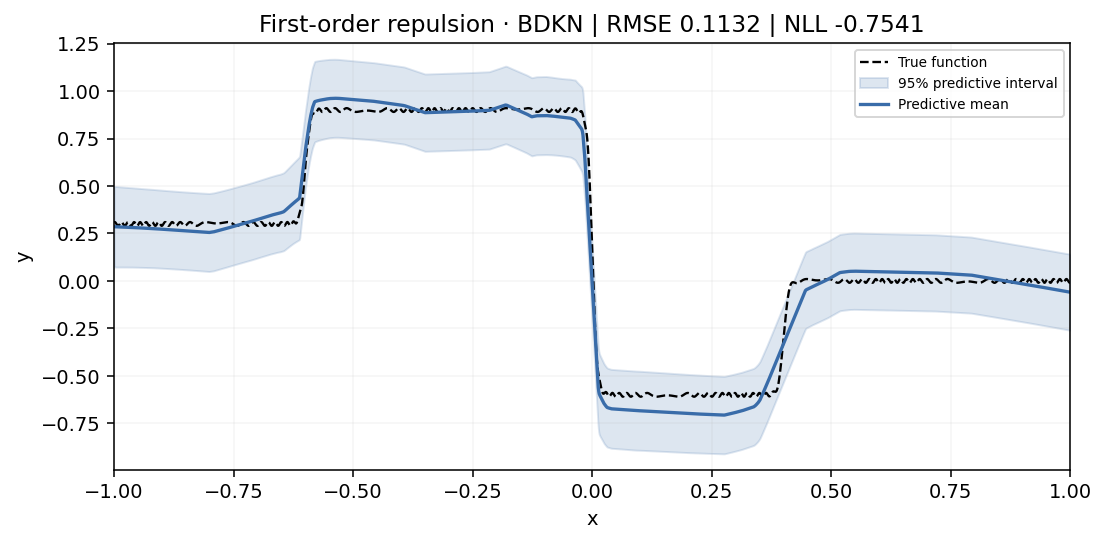 First-order repulsion · BDKN | RMSE 0.1132 | NLL -0.7541
True function
95% predictive interval
Predictive mean
1.25
1.00
0.75
0.50
0.25
0.00
−0.25
−0.50
−0.75
y
−1.00 −0.75 −0.50 −0.25 0.00 0.25 0.50 0.75 1.00
x